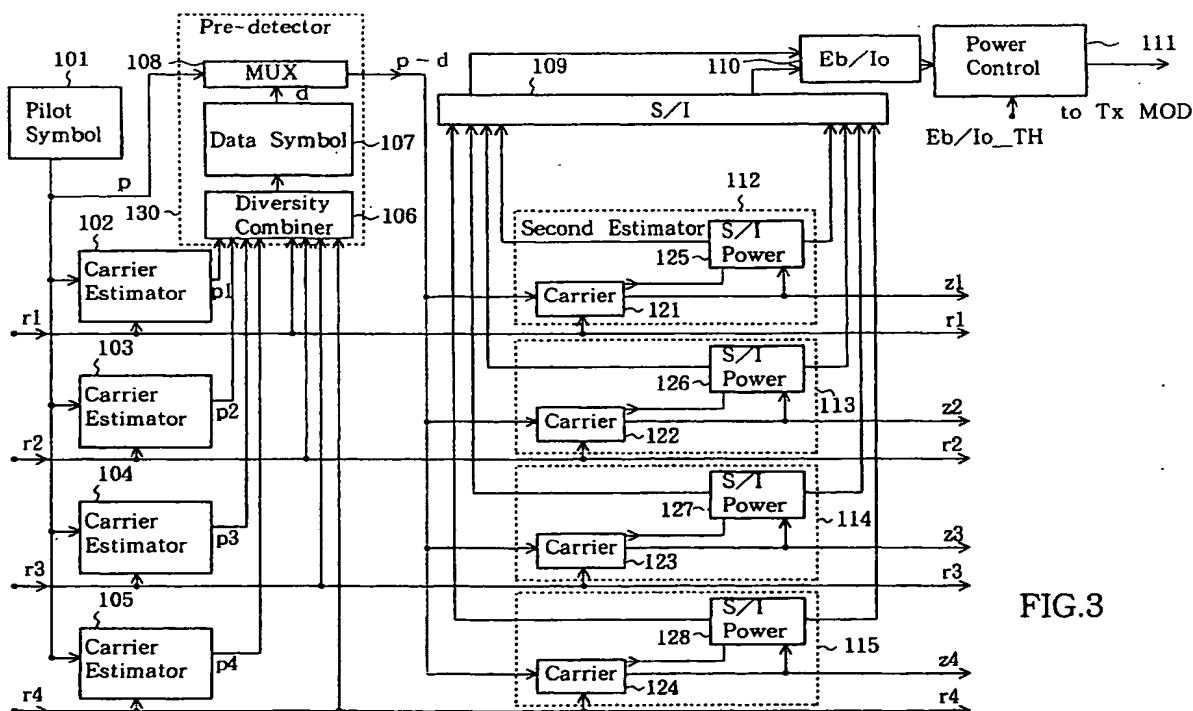 Pre-detector
101
108
MUX
p - d
109
110
Eb/Io
Power
Control
111
Pilot
Symbol
d
S/I
to Tx MOD
Data Symbol
107
Eb/Io_TH
p
130
Diversity
Combiner
106
112
102
Second Estimator
S/I
Power
Carrier
Estimator
p1
125
Carrier
121
z1
r1
r1
103
S/I
Power
Carrier
Estimator
p2
126
113
Carrier
122
z2
r2
r2
104
S/I
Power
Carrier
Estimator
p3
127
114
Carrier
123
z3
r3
r3
FIG.3
105
S/I
Power
Carrier
Estimator
p4
128
115
Carrier
124
z4
r4
r4